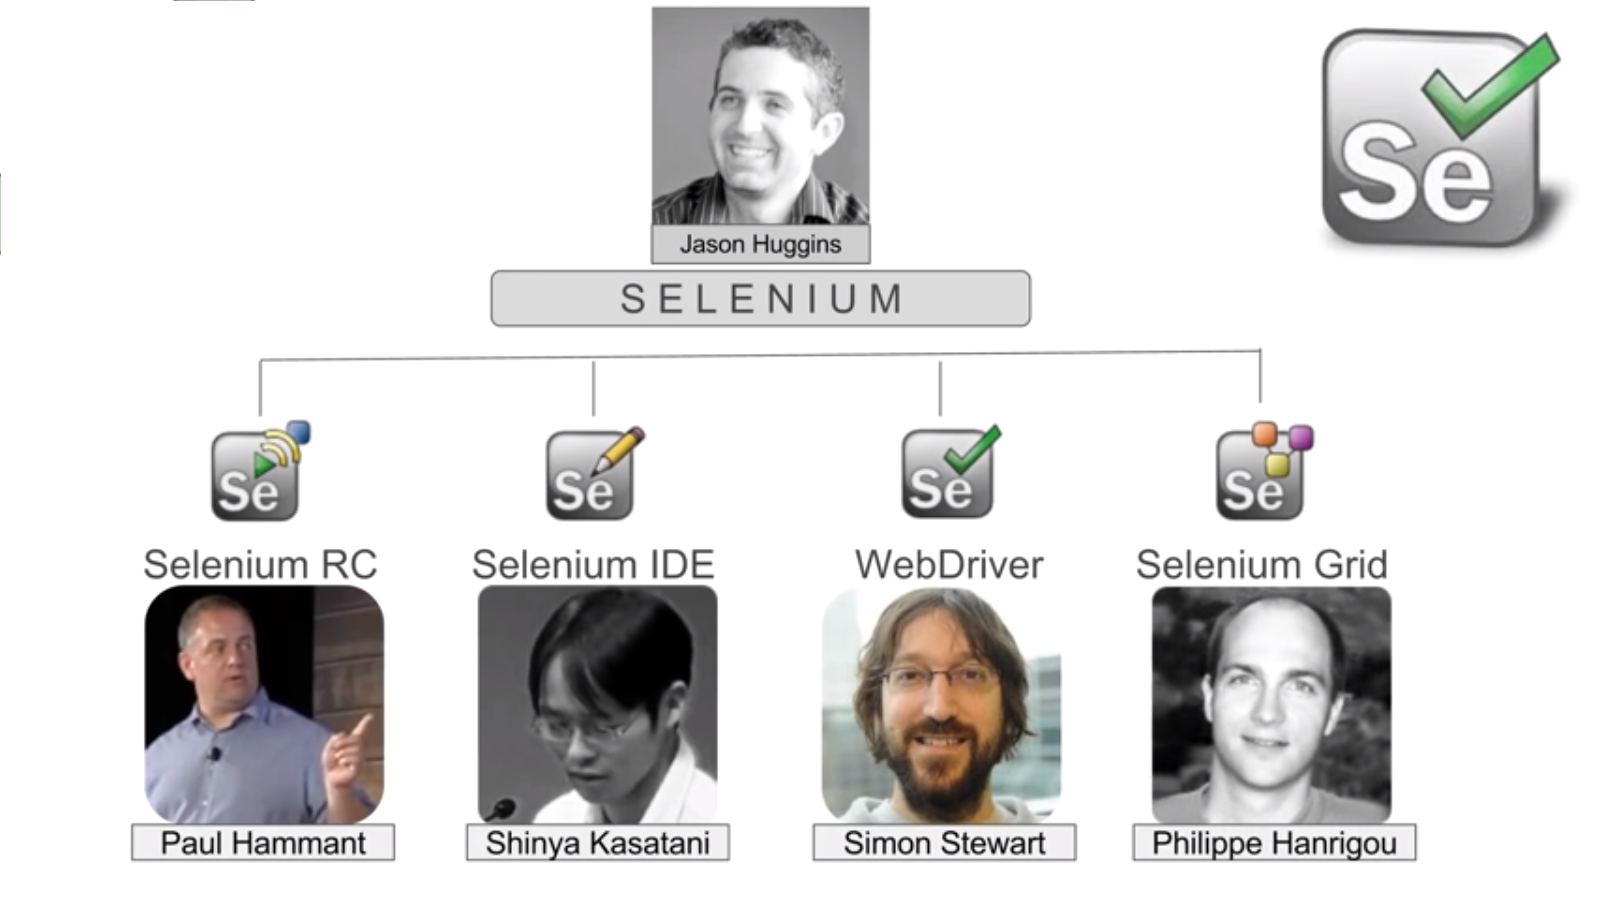 Se
Jason Huggins
SELENIUM
Se
Se
Se
Se
Selenium RC
Selenium IDE
WebDriver
Selenium Grid
Paul Hammant
Shinya Kasatani
Simon Stewart
Philippe Hanrigou